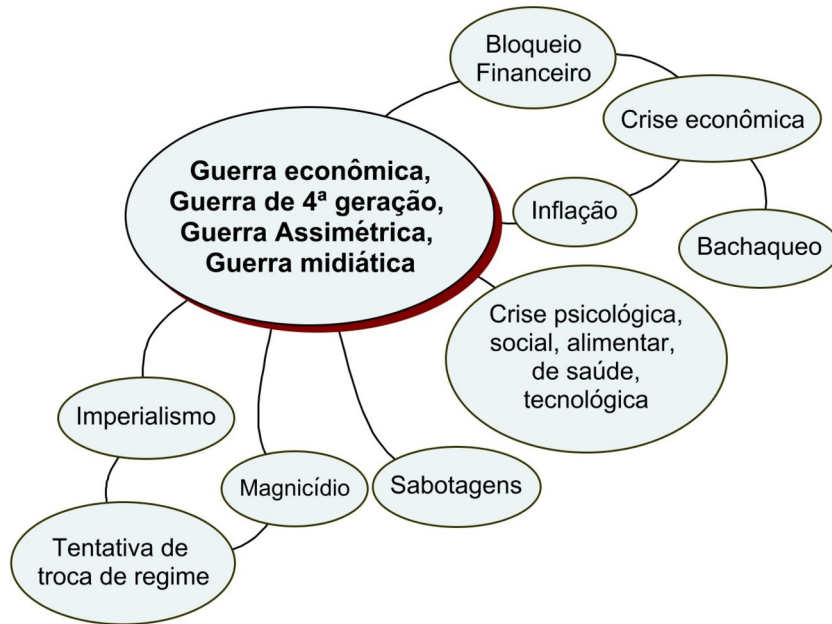 Bloqueio
Financeiro
Crise econômica
Guerra econômica,
Guerra de 4ª geração,
Guerra Assimétrica,
Guerra midiática
Inflação
Bachaqueo
Crise psicológica,
social, alimentar,
de saúde,
tecnológica
Imperialismo
Magnicídio
Sabotagens
Tentativa de
troca de regime